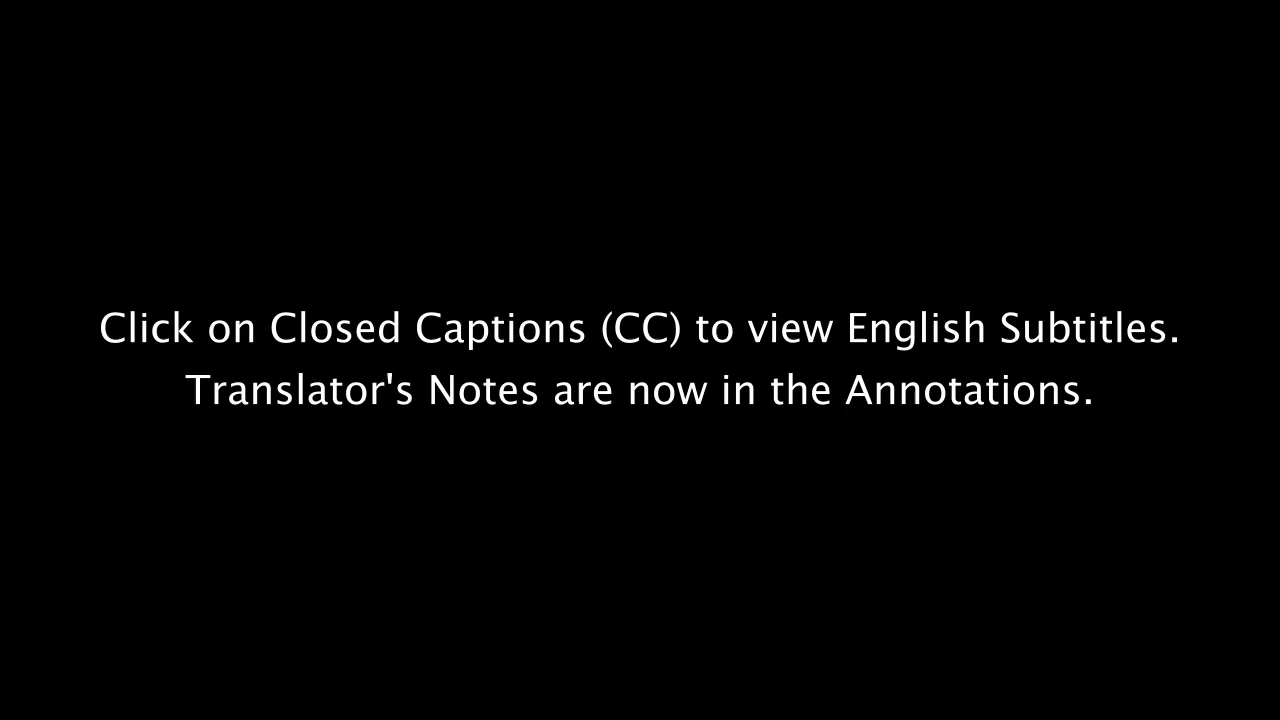 Click on Closed Captions (CC) to view English Subtitles.
Translator's Notes are now in the Annotations.